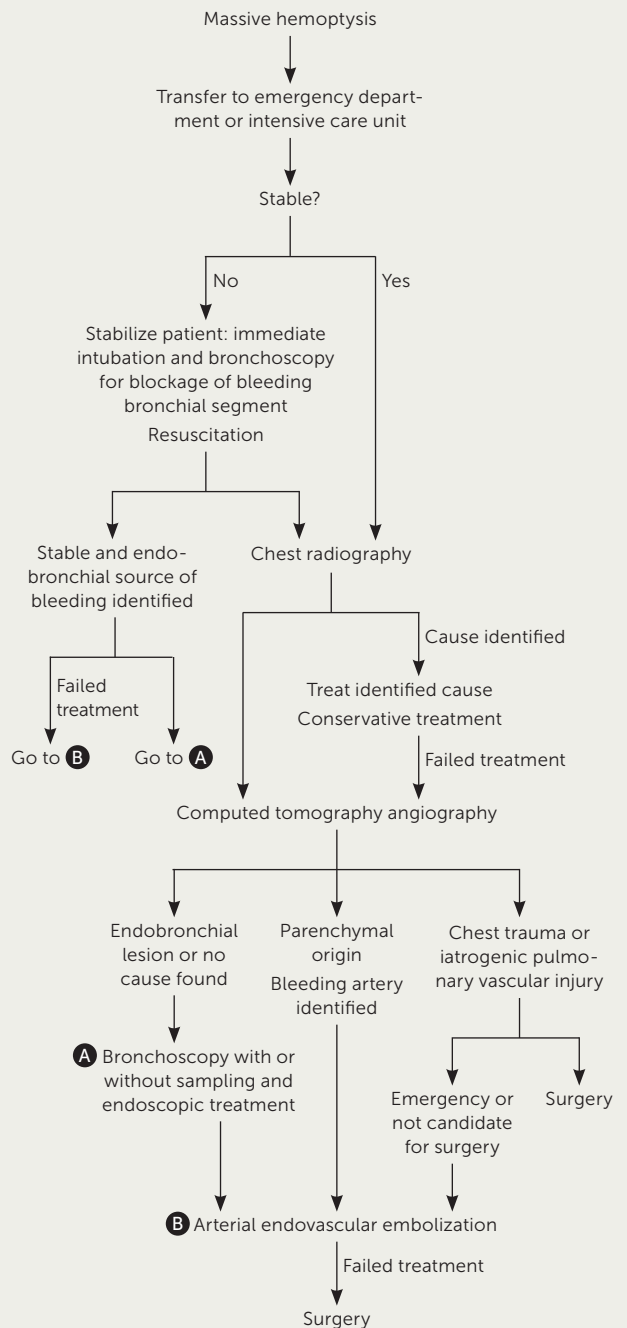 Massive hemoptysis
Transfer to emergency depart-
ment or intensive care unit
Stable?
No
Yes
Stabilize patient: immediate
intubation and bronchoscopy
for blockage of bleeding
bronchial segment
Resuscitation
Stable and endo-
bronchial source of
bleeding identified
Chest radiography
Failed
treatment
Go to B
Go to A
Cause identified
Treat identified cause
Conservative treatment
Failed treatment
Computed tomography angiography
Endobronchial
lesion or no
cause found
Parenchymal
origin
Bleeding artery
identified
Chest trauma or
iatrogenic pulmo-
nary vascular injury
A Bronchoscopy with or
without sampling and
endoscopic treatment
Emergency or
not candidate
for surgery
Surgery
B Arterial endovascular embolization
Failed treatment
Surgery